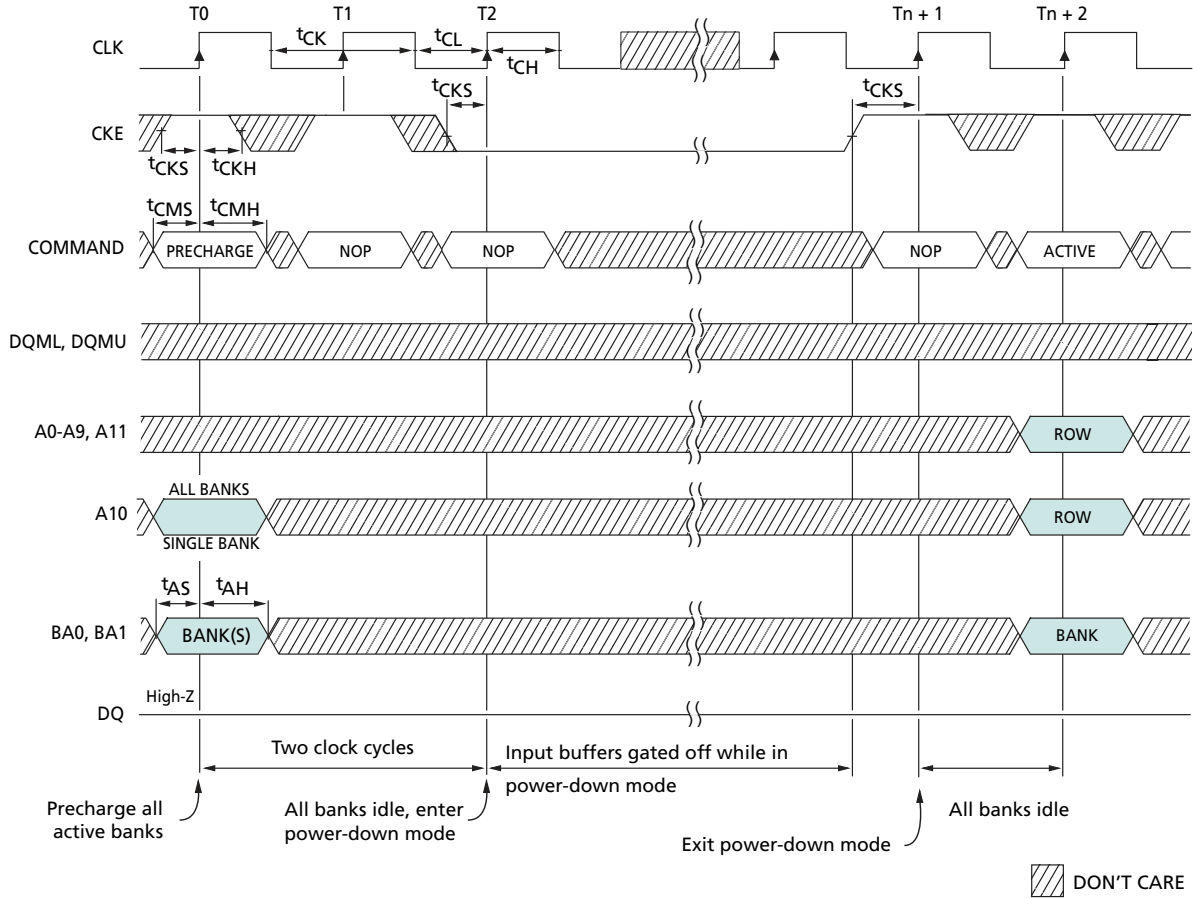 T0 T1 T2 Tn + 1 Tn + 2
CLK
tCK tCL
tCH
tCKS tCKS
CKE
tCKS tCKH
tCMS tCMH
COMMAND PRECHARGE NOP NOP NOP ACTIVE
DQML, DQMU
A0-A9, A11 ROW
ALL BANKS
A10 ROW
SINGLE BANK
tAS tAH
BA0, BA1 BANK(S) BANK
High-Z
DQ
Two clock cycles
Input buffers gated off while in
power-down mode
Precharge all
active banks
All banks idle, enter
power-down mode
Exit power-down mode
All banks idle
DON'T CARE